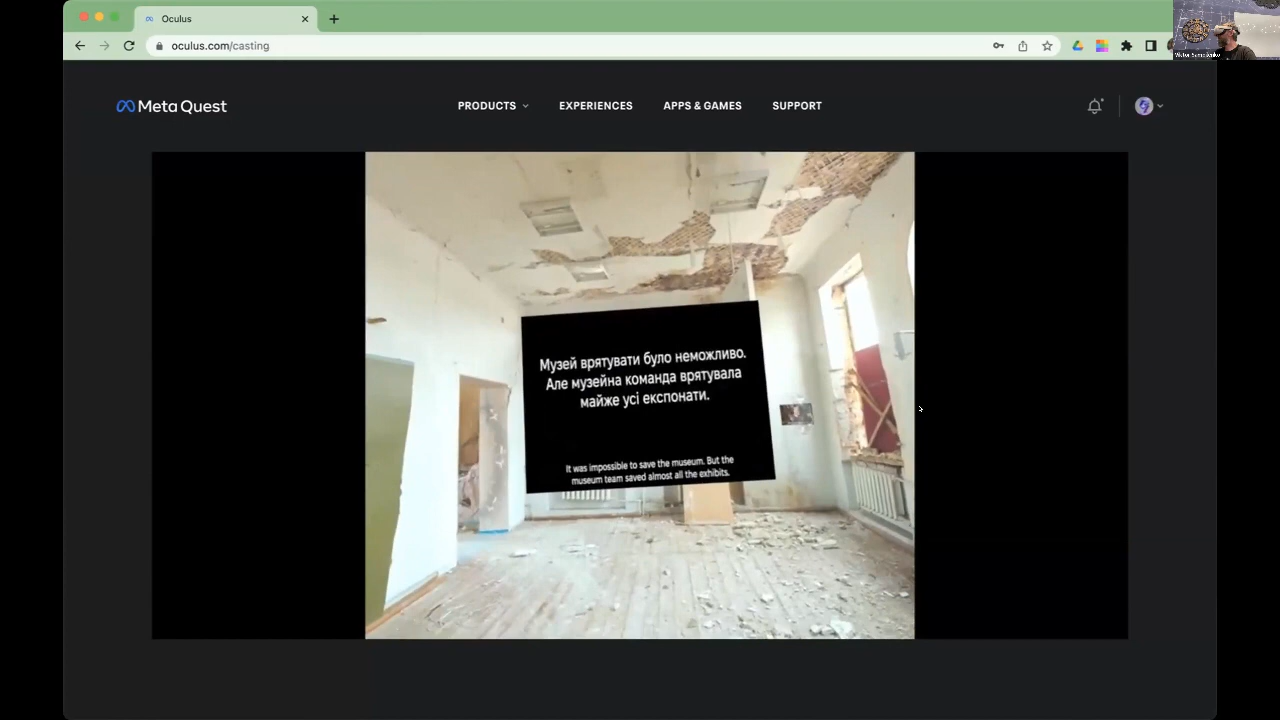 Oculus
oculus.com/casting
Meta Quest
PRODUCTS
EXPERIENCES
APPS & GAMES
SUPPORT
Музей врятувати було неможливо.
Але музейна команда врятувала
майже усі експонати.
It was impossible to save the museum. But the
museum team saved almost all the exhibits.